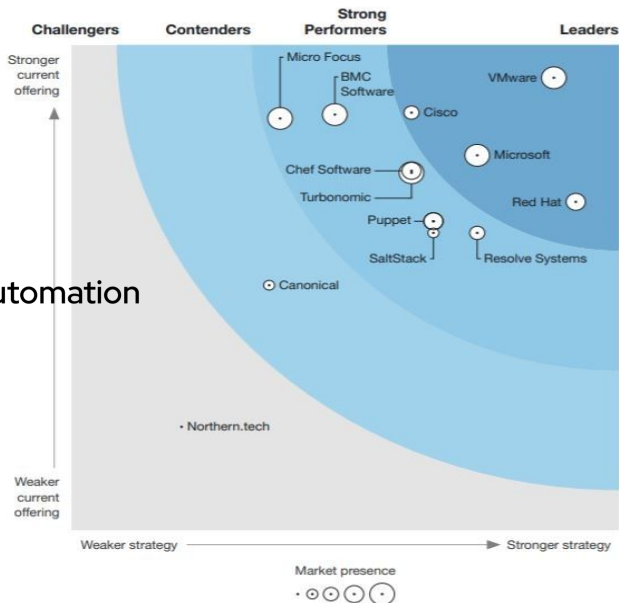 Strong
Challengers Contenders Performers Leaders
Stronger
current
offering
Micro Focus
VMware
BMC
Software
Cisco
Microsoft
Chef Software
Turbonomic
Red Hat
Puppet
SaltStack
Resolve Systems
utomation
Canonical
Northern.tech
Weaker
current
offering
Weaker strategy
Stronger strategy
Market presence